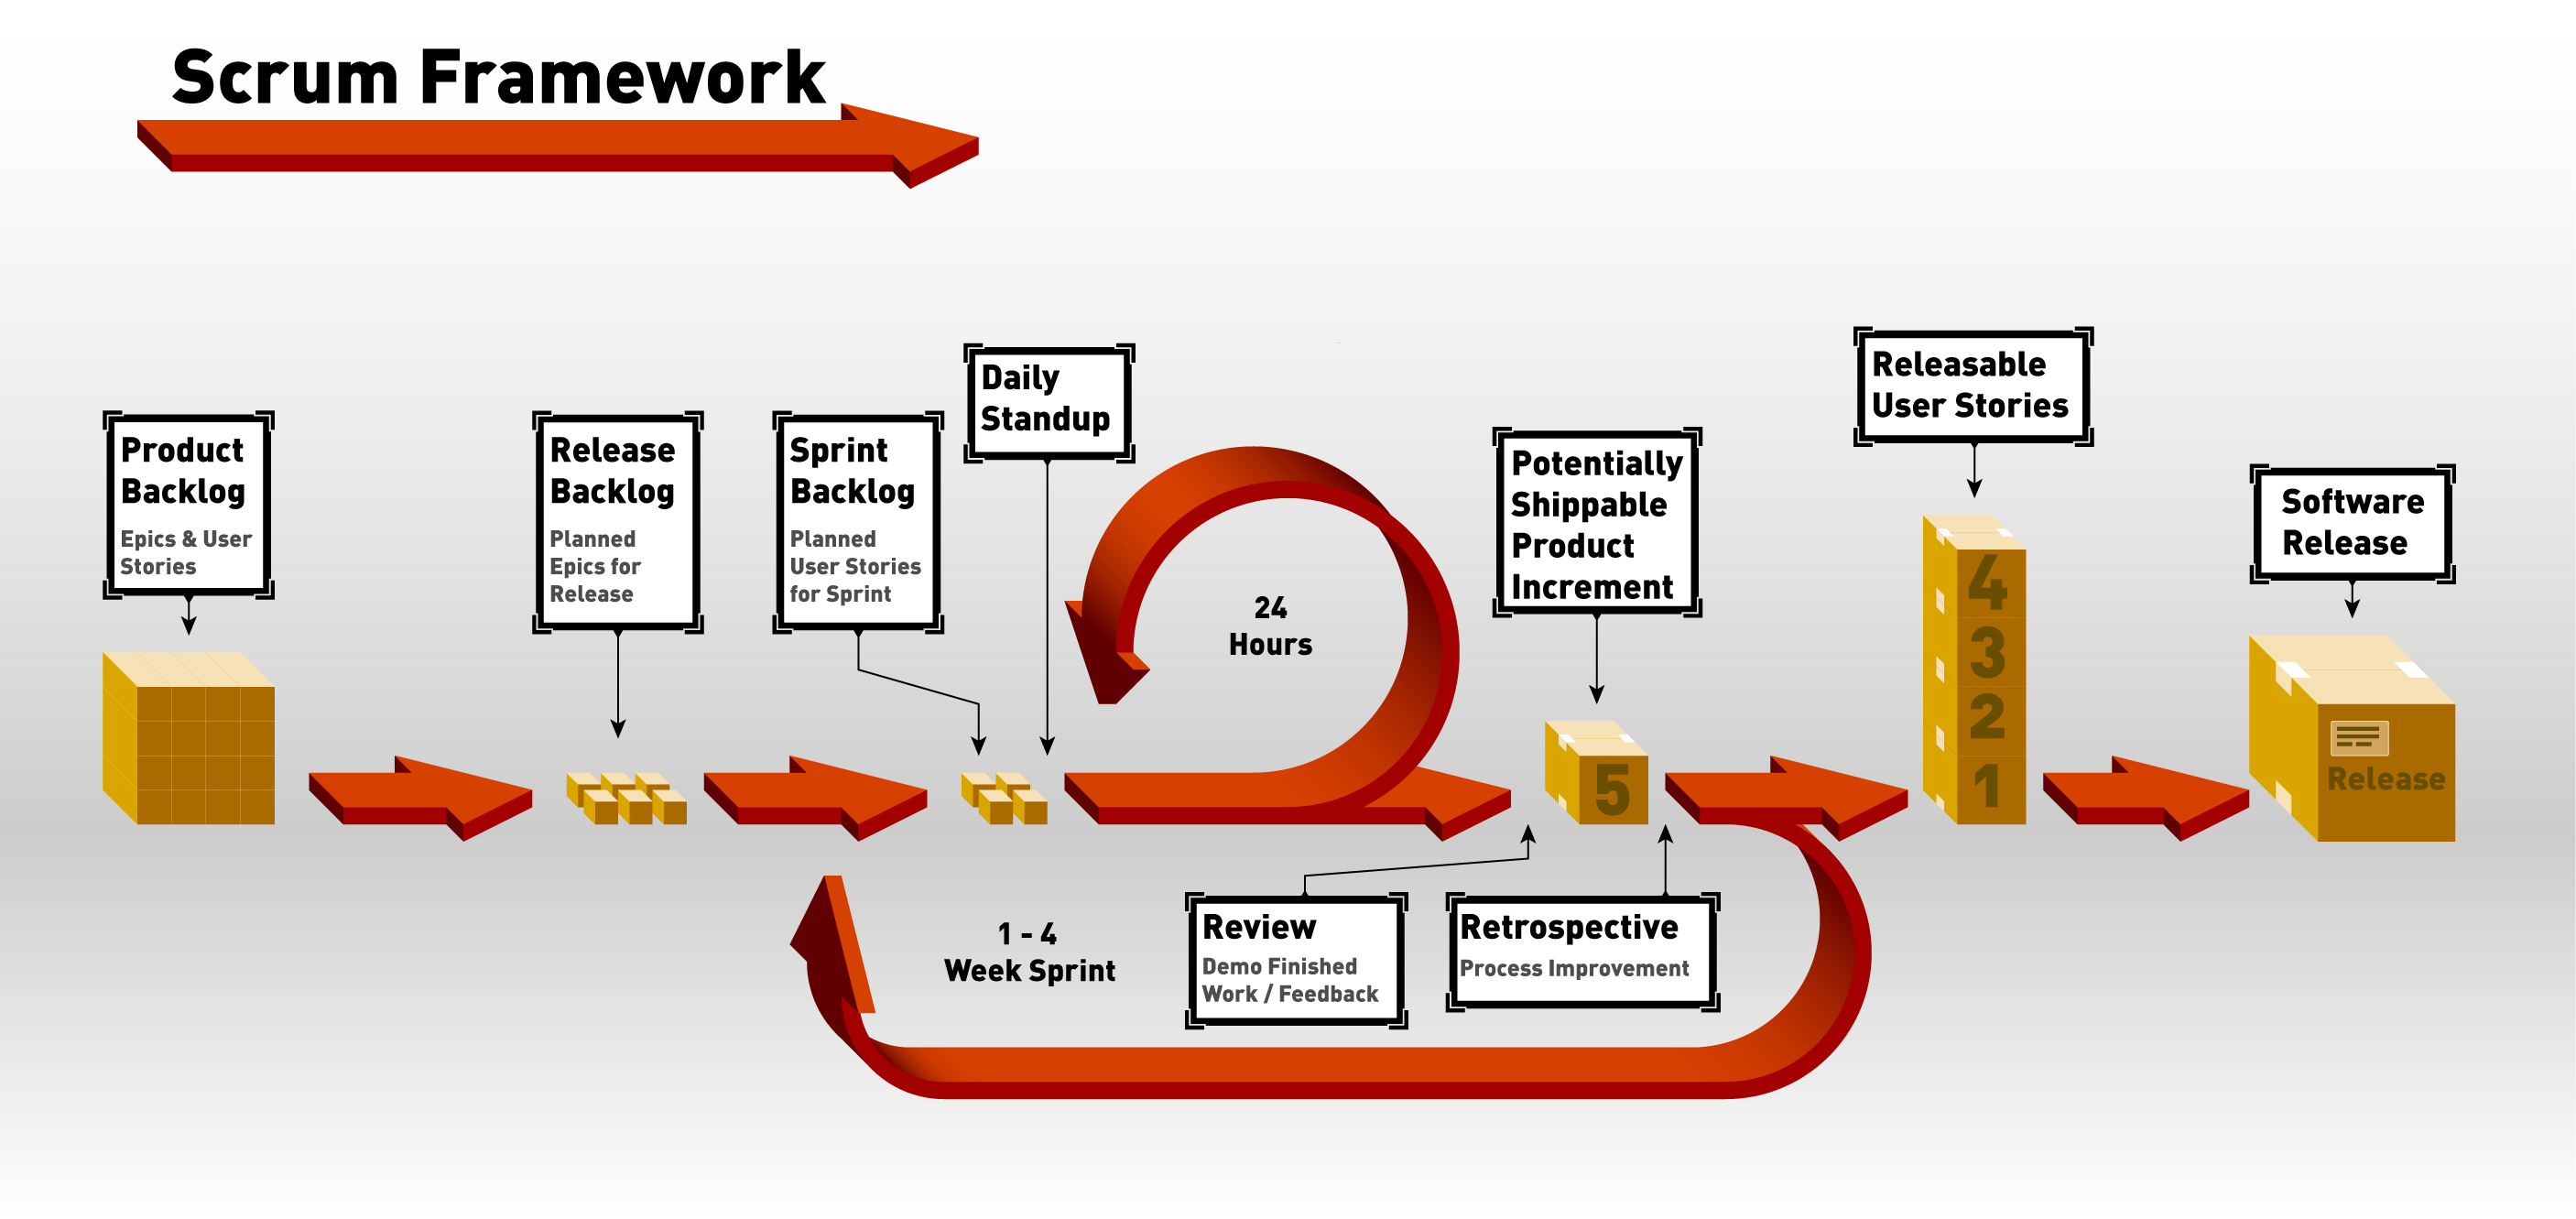 Scrum Framework
Product
Backlog
Epics & User
Stories
Release
Backlog
Planned
Epics for
Release
Sprint
Backlog
Planned
User Stories
for Sprint
Daily
Standup
24
Hours
Potentially
Shippable
Product
Increment
5
Releasable
User Stories
4
3
2
1
Software
Release
Release
1 - 4
Week Sprint
Review
Demo Finished
Work / Feedback
Retrospective
Process Improvement